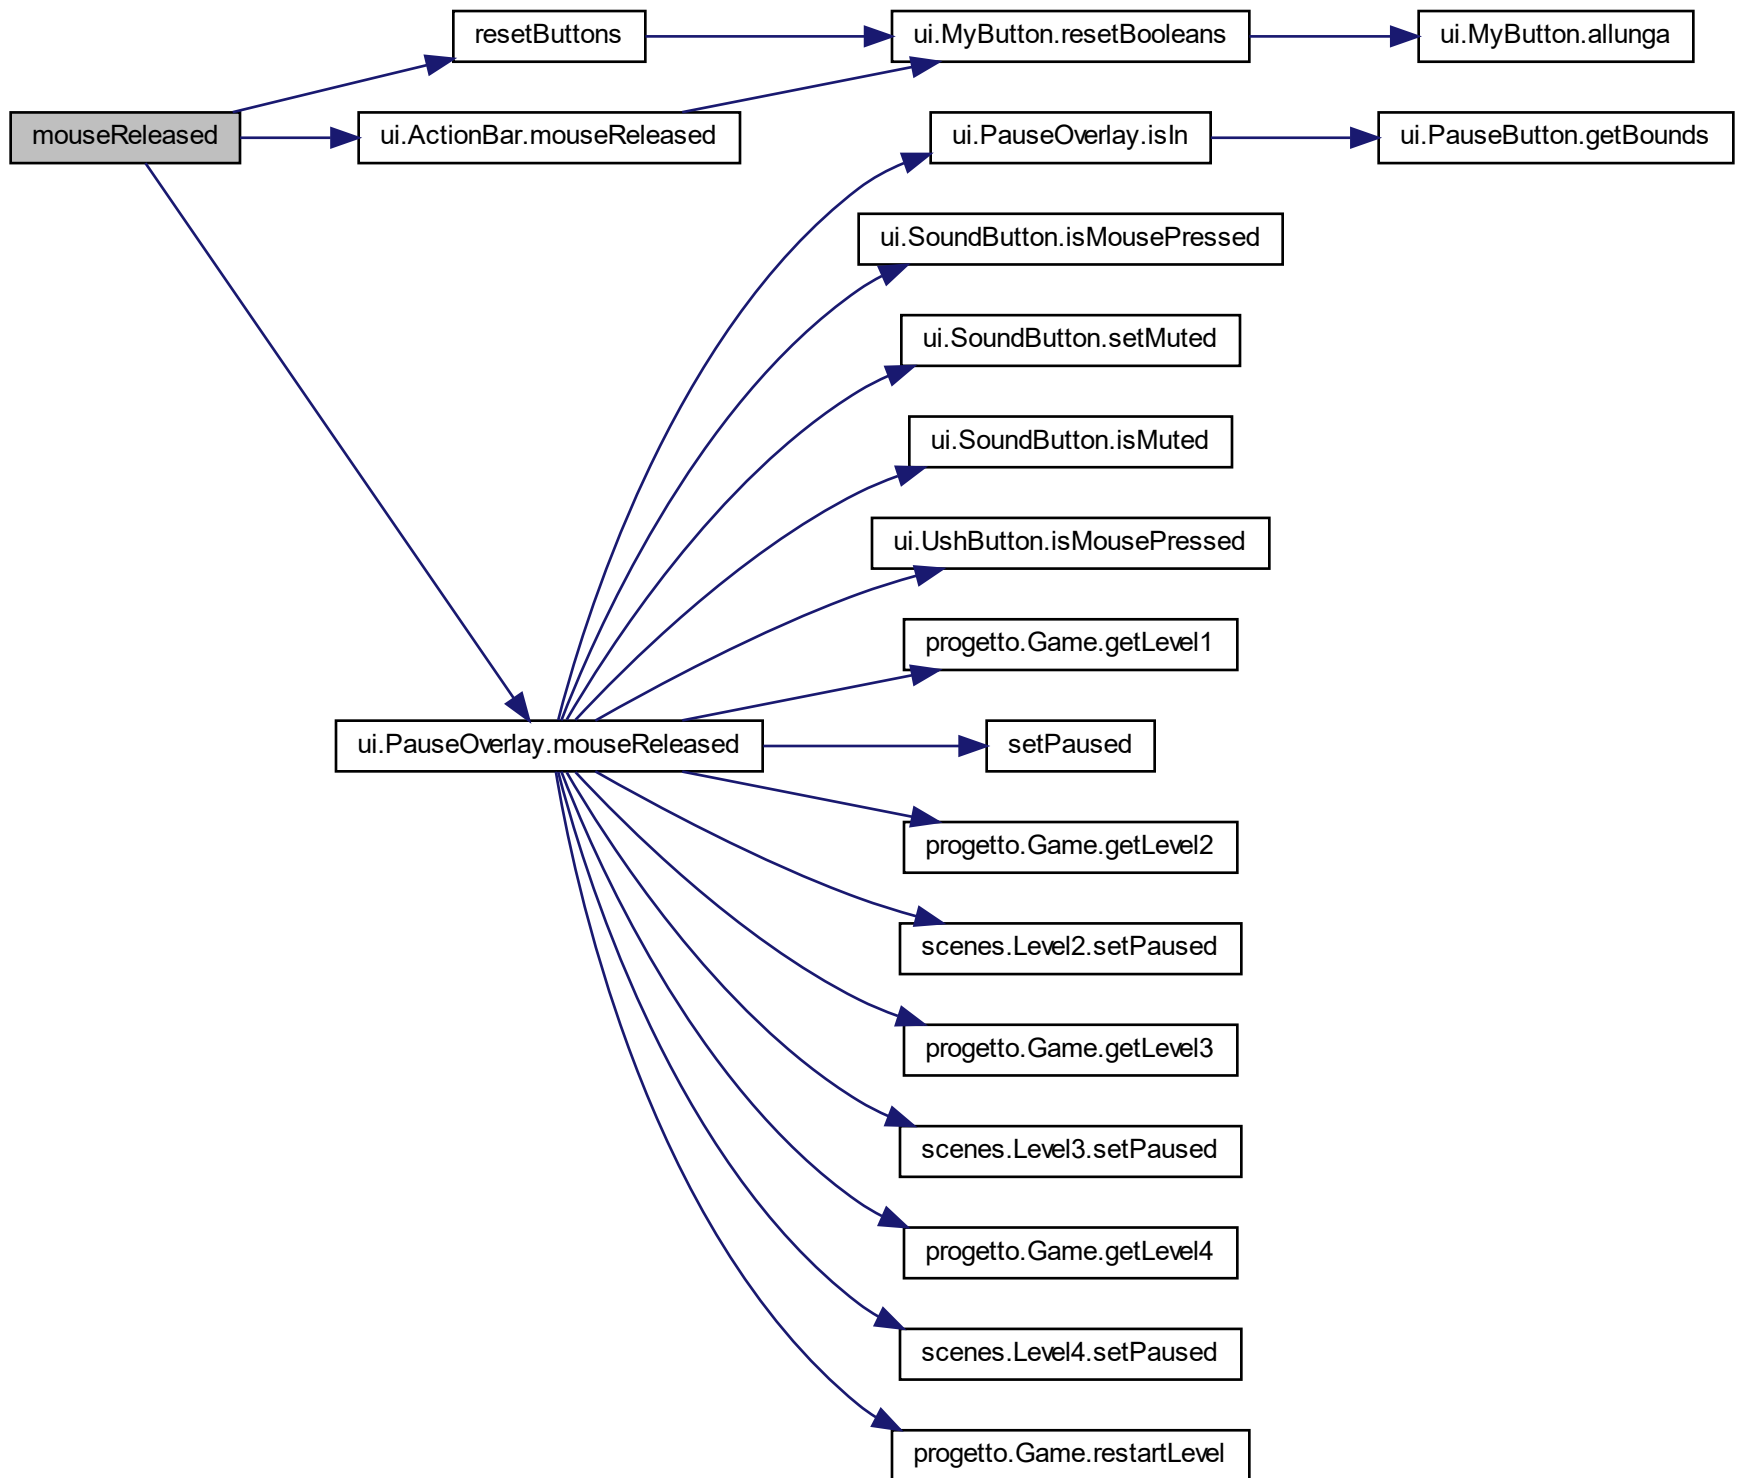 resetButtons
ui.MyButton.resetBooleans
ui.MyButton.allunga
mouseReleased
ui.ActionBar.mouseReleased
ui.PauseOverlay.isIn
ui.PauseButton.getBounds
ui.SoundButton.isMousePressed
ui.SoundButton.setMuted
ui.SoundButton.isMuted
ui.UshButton.isMousePressed
progetto.Game.getLevel1
ui.PauseOverlay.mouseReleased
setPaused
progetto.Game.getLevel2
scenes.Level2.setPaused
progetto.Game.getLevel3
scenes.Level3.setPaused
progetto.Game.getLevel4
scenes.Level4.setPaused
progetto.Game.restartLevel